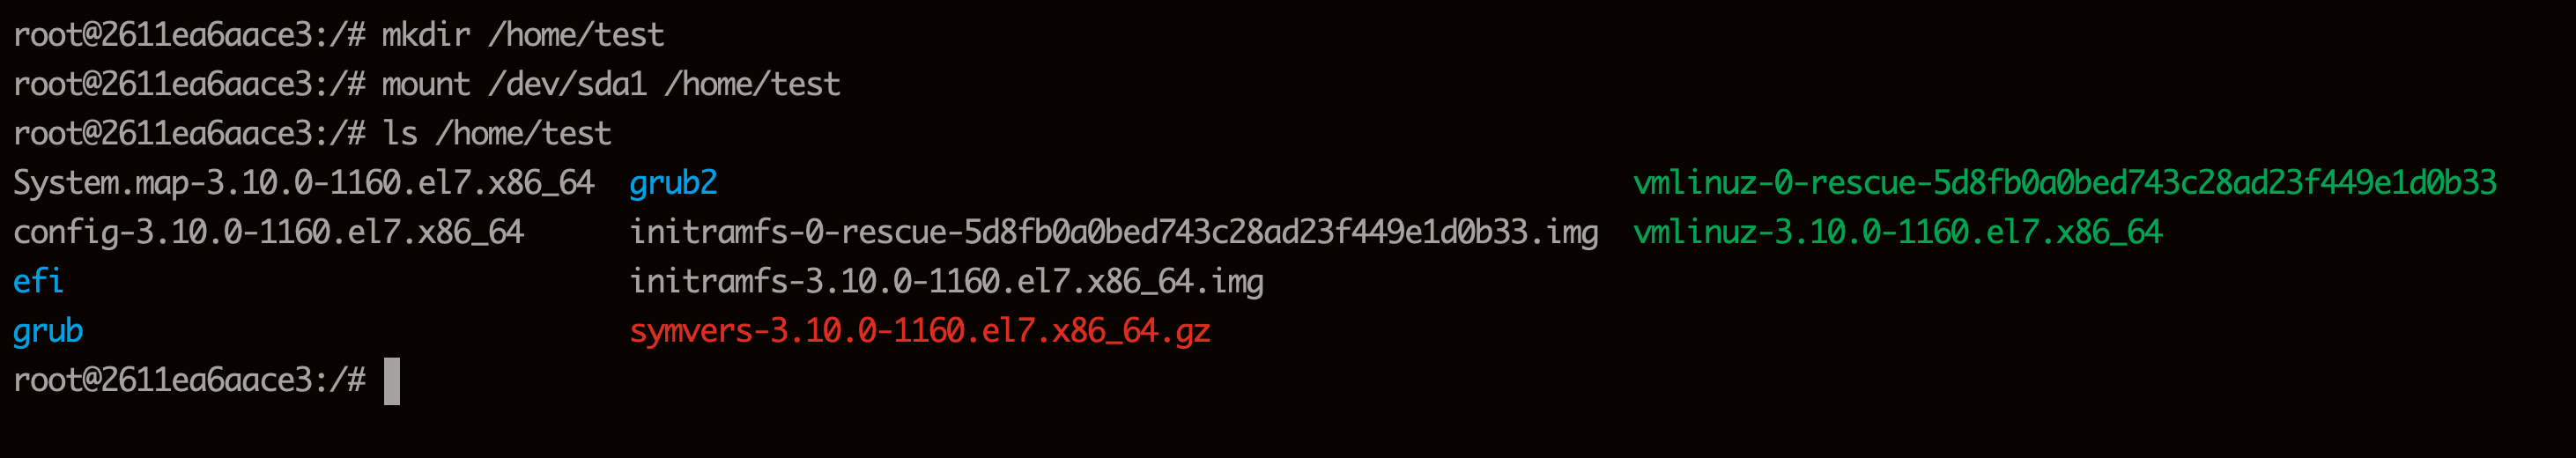 root@2611ea6aace3:/# mkdir /home/test
root@2611ea6aace3:/# mount /dev/sda1 /home/test
root@2611ea6aace3:/# ls /home/test
System.map-3.10.0-1160.el7.x86_64  grub2                                                    vmlinuz-0-rescue-5d8fb0a0bed743c28ad23f449e1d0b33
config-3.10.0-1160.el7.x86_64      initramfs-0-rescue-5d8fb0a0bed743c28ad23f449e1d0b33.img  vmlinuz-3.10.0-1160.el7.x86_64
efi                                initramfs-3.10.0-1160.el7.x86_64.img
grub                               symvers-3.10.0-1160.el7.x86_64.gz
root@2611ea6aace3:/#